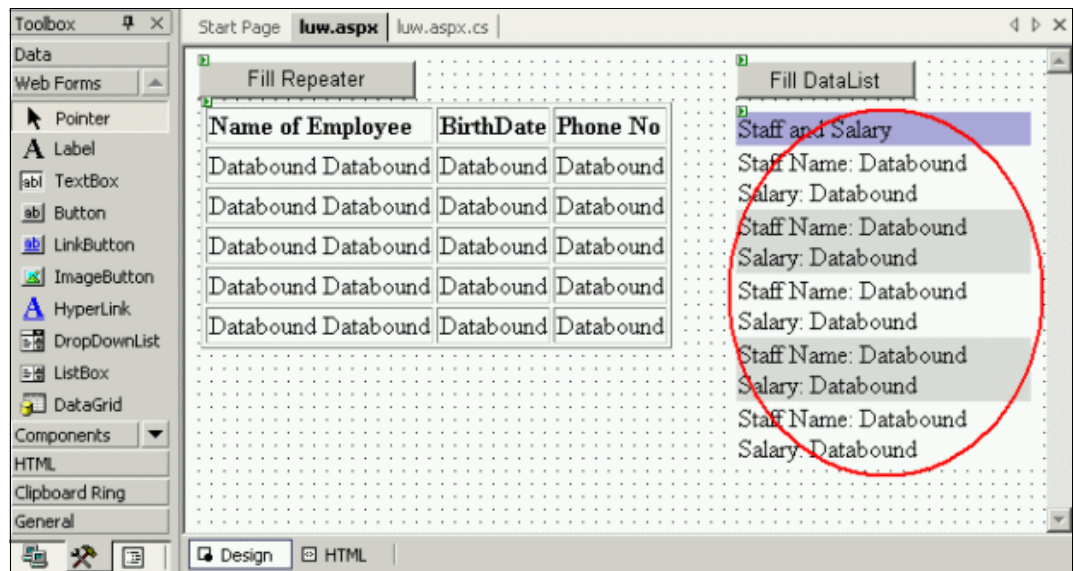 Toolbox
Data
Web Forms
Pointer
A Label
abl TextBox
ab Button
ab LinkButton
ImageButton
A HyperLink
DropDownList
ListBox
DataGrid
Components
HTML
Clipboard Ring
General
Start Page luw.aspx luw.aspx.cs
Fill Repeater
Name of Employee BirthDate Phone No
Databound Databound Databound Databound
Databound Databound Databound Databound
Databound Databound Databound Databound
Databound Databound Databound Databound
Databound Databound Databound Databound
Fill DataList
Staff and Salary
Staff Name: Databound
Salary: Databound
Staff Name: Databound
Salary: Databound
Staff Name: Databound
Salary: Databound
Staff Name: Databound
Salary: Databound
Staff Name: Databound
Salary: Databound
Design HTML